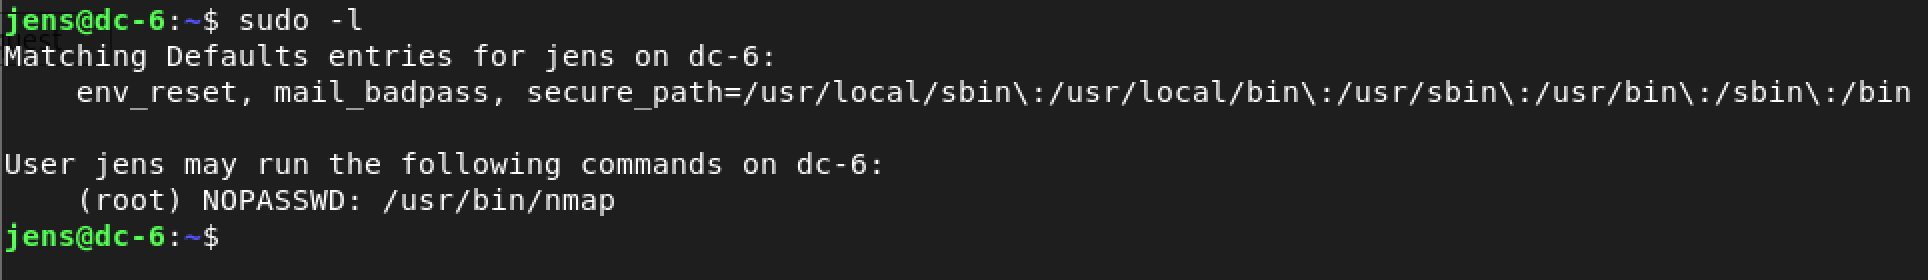 jens@dc-6:~$ sudo -l
Matching Defaults entries for jens on dc-6:
    env_reset, mail_badpass, secure_path=/usr/local/sbin\:/usr/local/bin\:/usr/sbin\:/usr/bin\:/sbin\:/bin

User jens may run the following commands on dc-6:
    (root) NOPASSWD: /usr/bin/nmap
jens@dc-6:~$